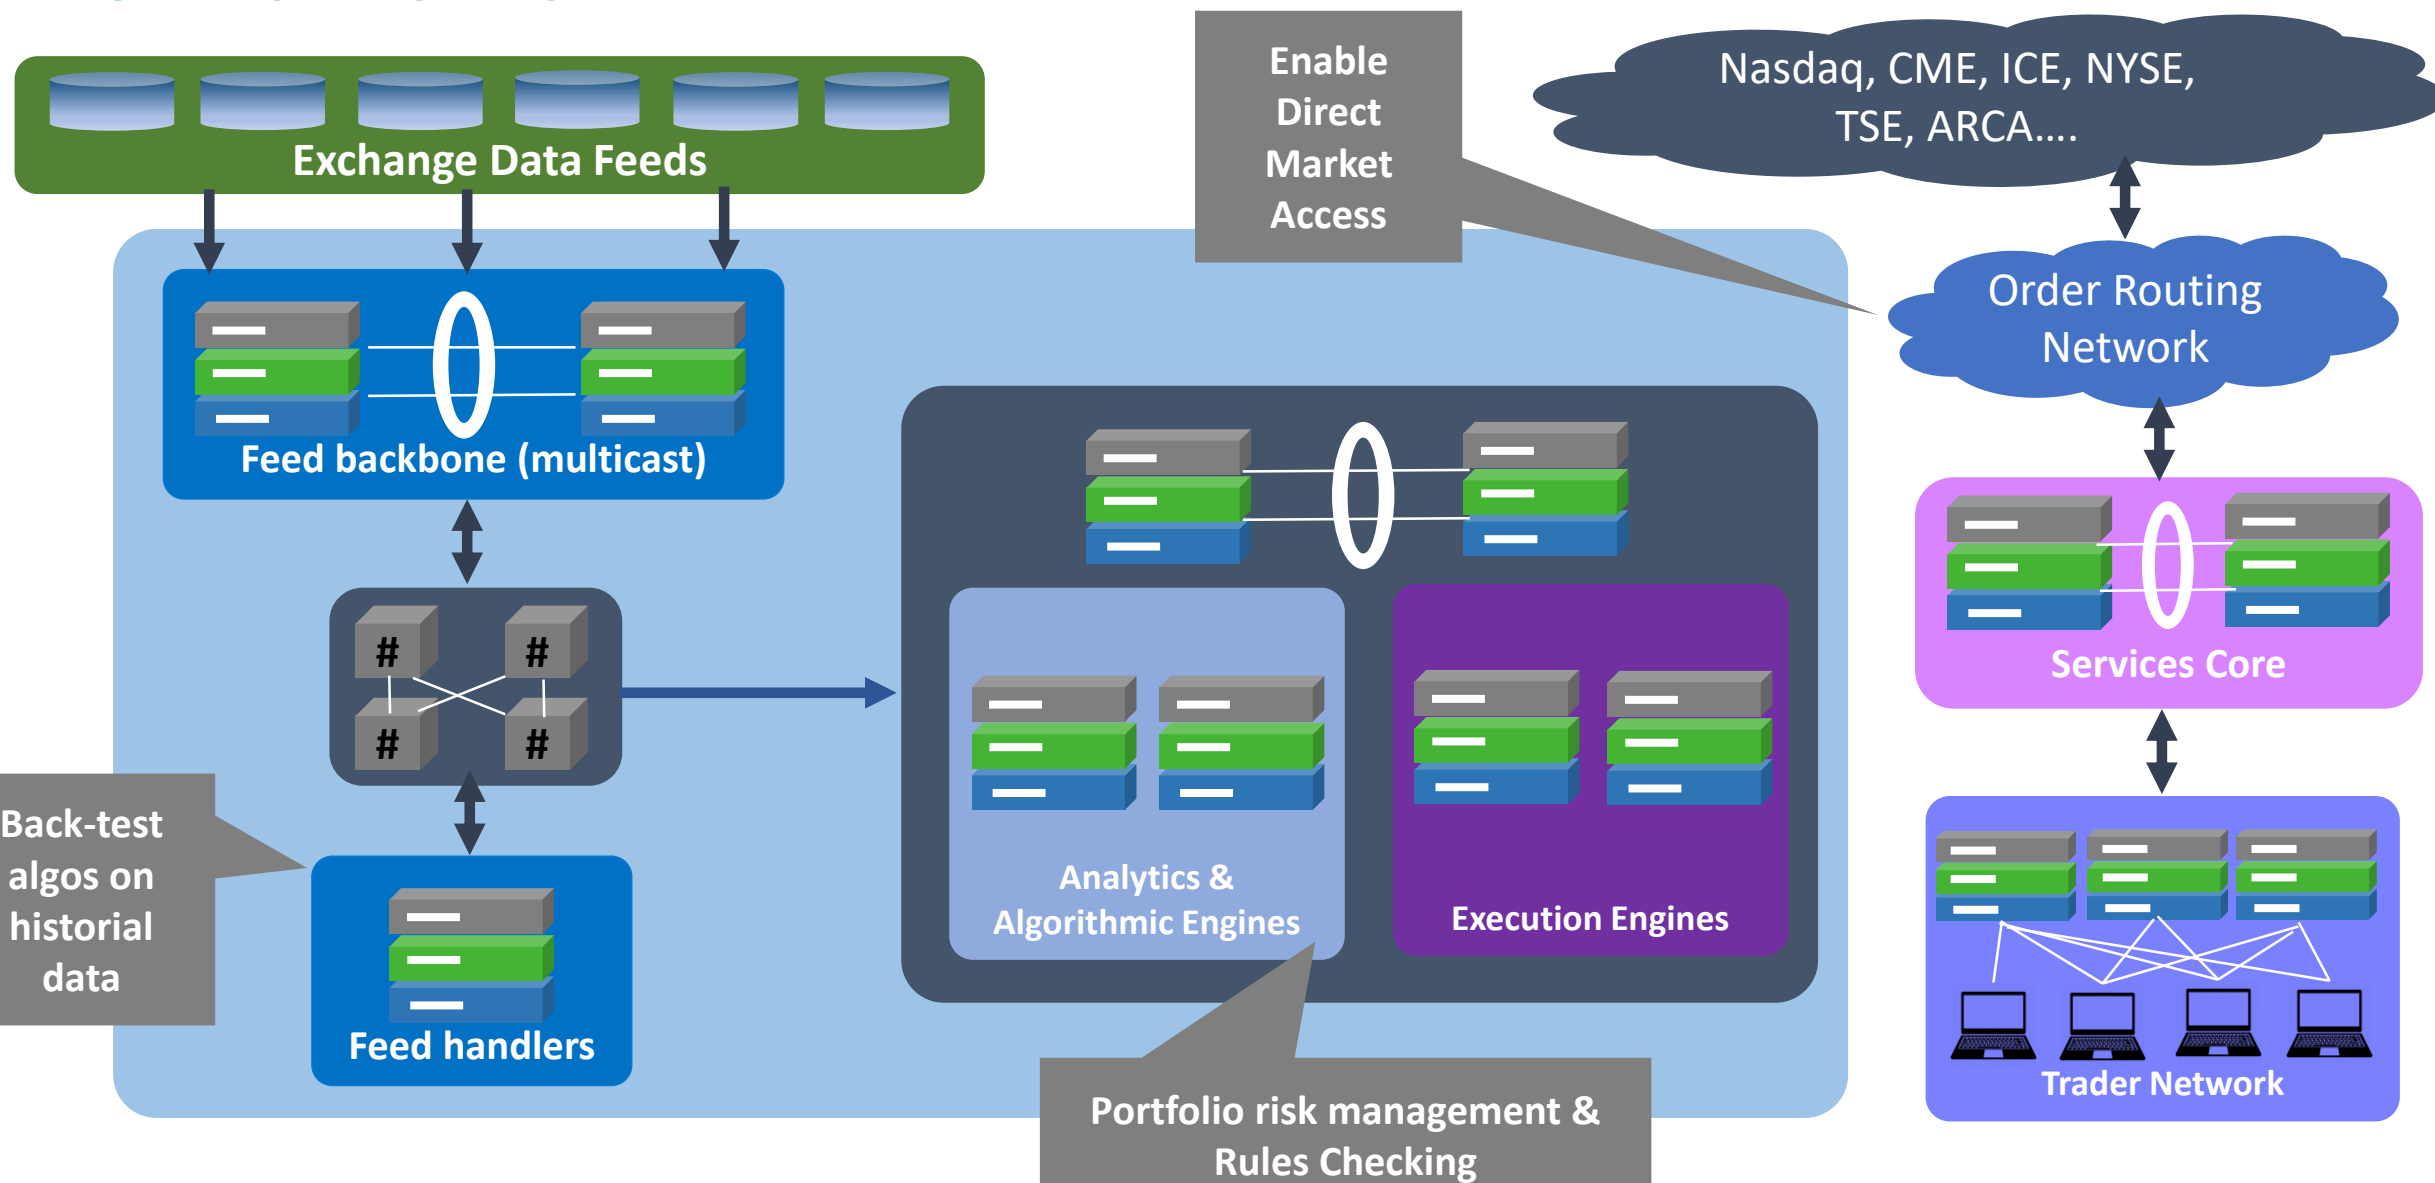 Exchange Data Feeds
Enable
Direct
Market
Access
Nasdaq, CME, ICE, NYSE,
TSE, ARCA....
Order Routing
Network
Feed backbone (multicast)
#
#
#
#
Back-test
algos on
historial
data
Feed handlers
Analytics &
Algorithmic Engines
Execution Engines
Portfolio risk management &
Rules Checking
Services Core
Trader Network